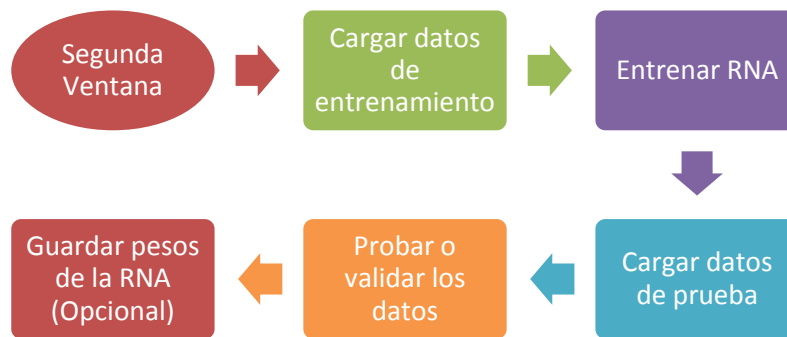 Segunda
Ventana
Cargar datos
de
entrenamiento
Entrenar RNA
Cargar datos
de prueba
Probar o
validar los
datos
Guardar pesos
de la RNA
(Opcional)